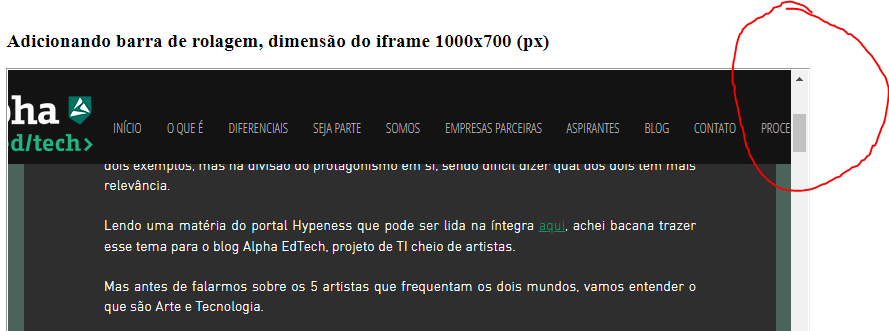 Adicionando barra de rolagem, dimensão do iframe 1000x700 (px)
pha
ed/tech>
INÍCIO O QUE É DIFERENCIAIS SEJA PARTE SOMOS EMPRESAS PARCEIRAS ASPIRANTES BLOG CONTATO PROCE
dois exemplos, mas na divisão do protagonismo em si, sendo difícil dizer qual dos dois tem mais
relevância.
Lendo uma matéria do portal Hypeness que pode ser lida na íntegra aqui, achei bacana trazer
esse tema para o blog Alpha EdTech, projeto de TI cheio de artistas.
Mas antes de falarmos sobre os 5 artistas que frequentam os dois mundos, vamos entender o
que são Arte e Tecnologia.